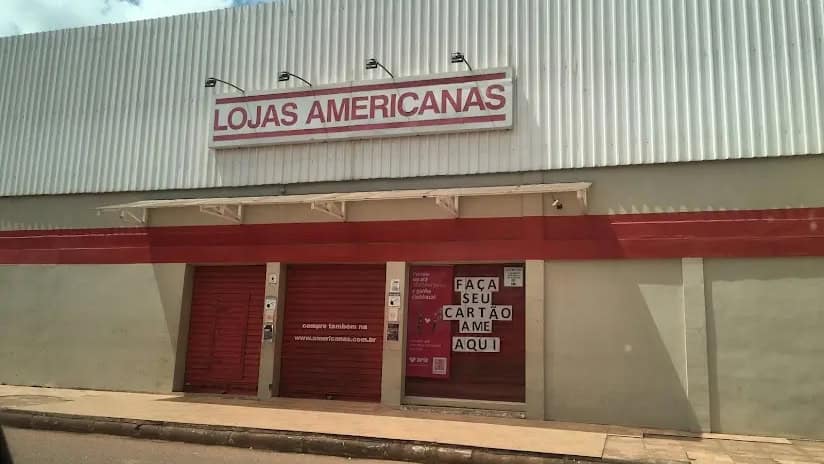 LOJAS AMERICANAS
FAÇA
SEU
CARTÃO
AME
AQUI
compre também na
www.americanas.com.br